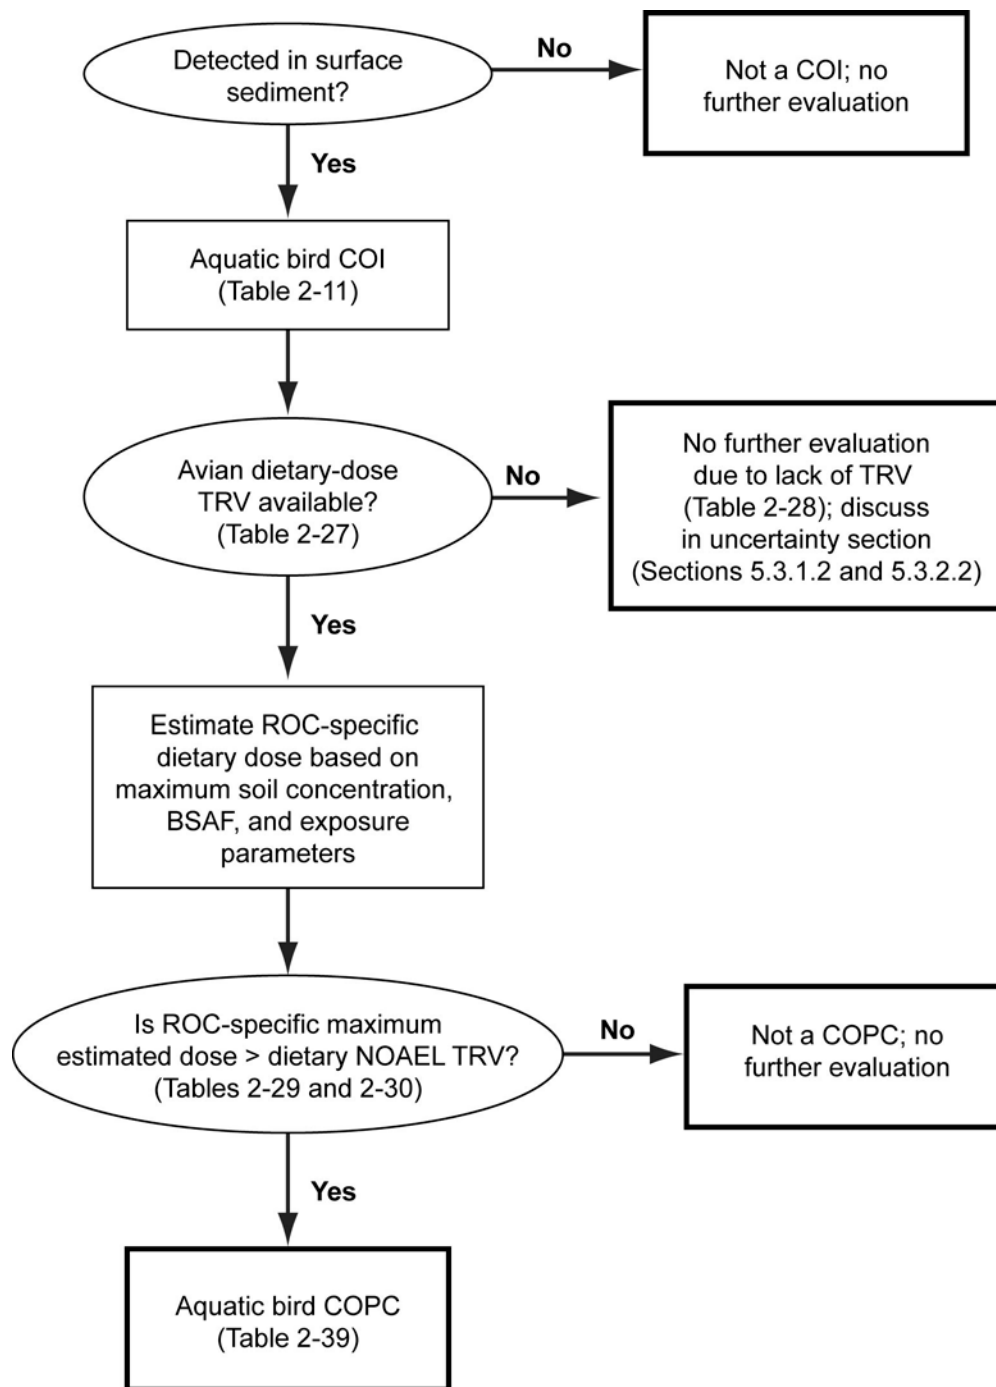 Detected in surface
sediment?
No
Not a COI; no
further evaluation
Yes
Aquatic bird COI
(Table 2-11)
Avian dietary-dose
TRV available?
(Table 2-27)
No
No further evaluation
due to lack of TRV
(Table 2-28); discuss
in uncertainty section
(Sections 5.3.1.2 and 5.3.2.2)
Yes
Estimate ROC-specific
dietary dose based on
maximum soil concentration,
BSAF, and exposure
parameters
Is ROC-specific maximum
estimated dose > dietary NOAEL TRV?
(Tables 2-29 and 2-30)
No
Not a COPC; no
further evaluation
Yes
Aquatic bird COPC
(Table 2-39)